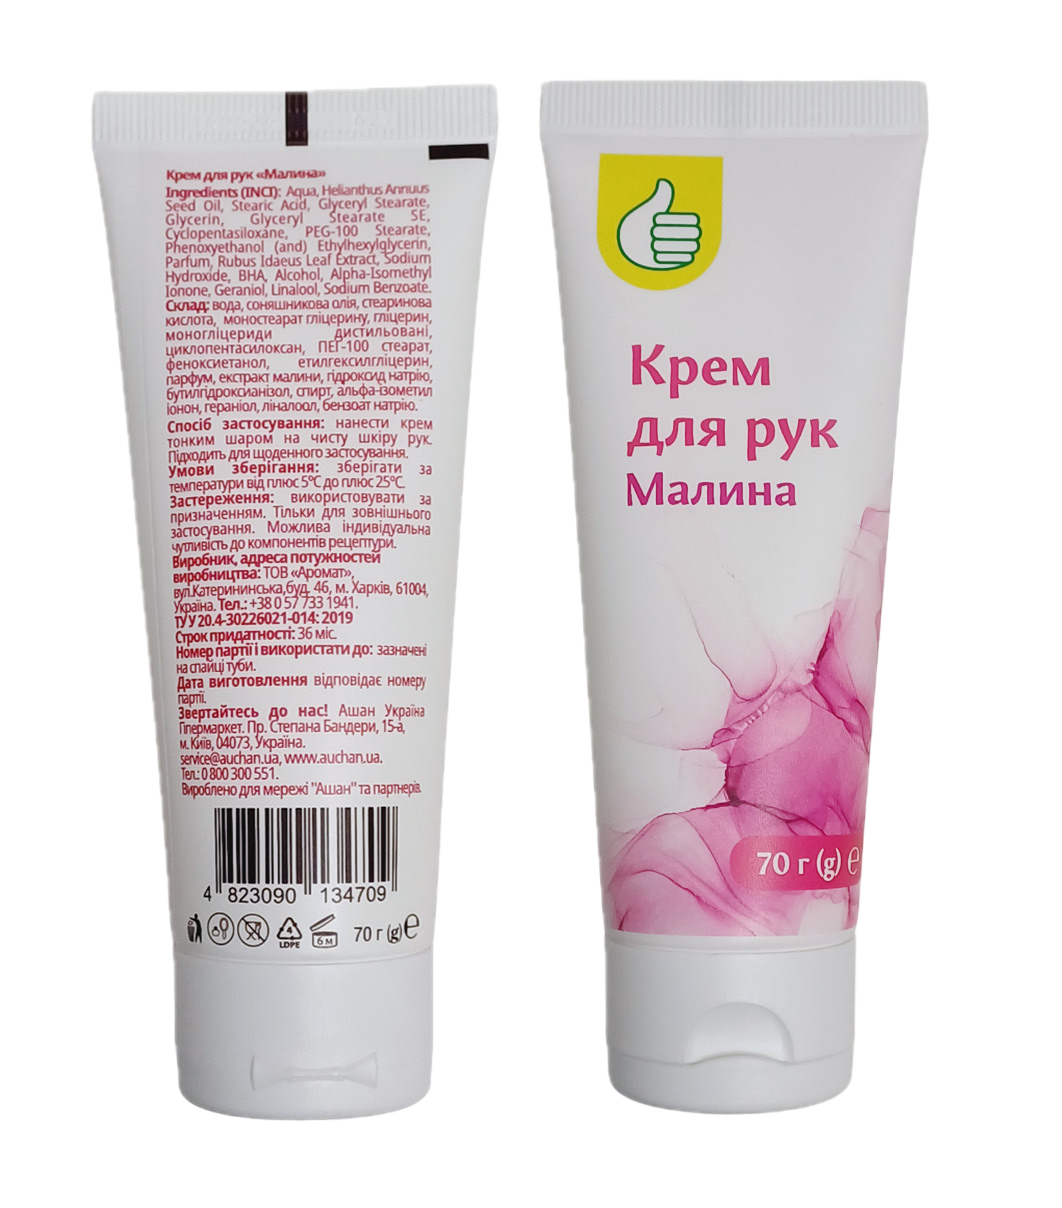 Крем для рук «Малина»
Ingredients (INCI): Aqua, Helianthus Annuus
Seed Oil, Stearic Acid, Glyceryl Stearate,
Glycerin, Glyceryl Stearate SE,
Cyclopentasiloxane, PEG-100 Stearate,
Phenoxyethanol (and) Ethylhexylglycerin,
Parfum, Rubus Idaeus Leaf Extract, Sodium
Hydroxide, BHA, Alcohol, Alpha-Isomethyl
Ionone, Geraniol, Linalool, Sodium Benzoate.
Склад: вода, соняшникова олія, стеаринова
кислота, моностеарат гліцерину, гліцерин,
моногліцериди дистильовані,
циклопентасилоксан, ПЕГ-100 стеарат,
феноксиетанол, етилгексилгліцерин,
парфум, екстракт малини, гідроксид натрію,
бутилгідроксианізол, спирт, альфа-ізометил
іонон, гераніол, ліналоол, бензоат натрію.
Спосіб застосування: нанести крем
тонким шаром на чисту шкіру рук.
Підходить для щоденного застосування.
Умови зберігання: зберігати за
температури від плюс 5°C до плюс 25°C.
Застереження: використовувати за
призначенням. Тільки для зовнішнього
застосування. Можлива індивідуальна
чутливість до компонентів рецептури.
Виробник, адреса потужностей
виробництва: ТОВ «Аромат»,
вул.Катерининська,буд. 46, м. Харків, 61004,
Україна. Тел.: +38 0 57 733 1941.
ТУ У 20.4-30226021-014: 2019
Строк придатності: 36 міс.
Номер партії і використати до: зазначені
на спайці туби.
Дата виготовлення відповідає номеру
партії.
Звертайтесь до нас! Ашан Україна
Гіпермаркет. Пр. Степана Бандери, 15-а,
м. Київ, 04073, Україна.
service@auchan.ua, www.auchan.ua.
Тел.: 0 800 300 551.
Вироблено для мережі "Ашан" та партнерів.
4 823090 134709
4
LDPE
6 м
70 г (g) e
Крем
для рук
Малина
70 г (g) e